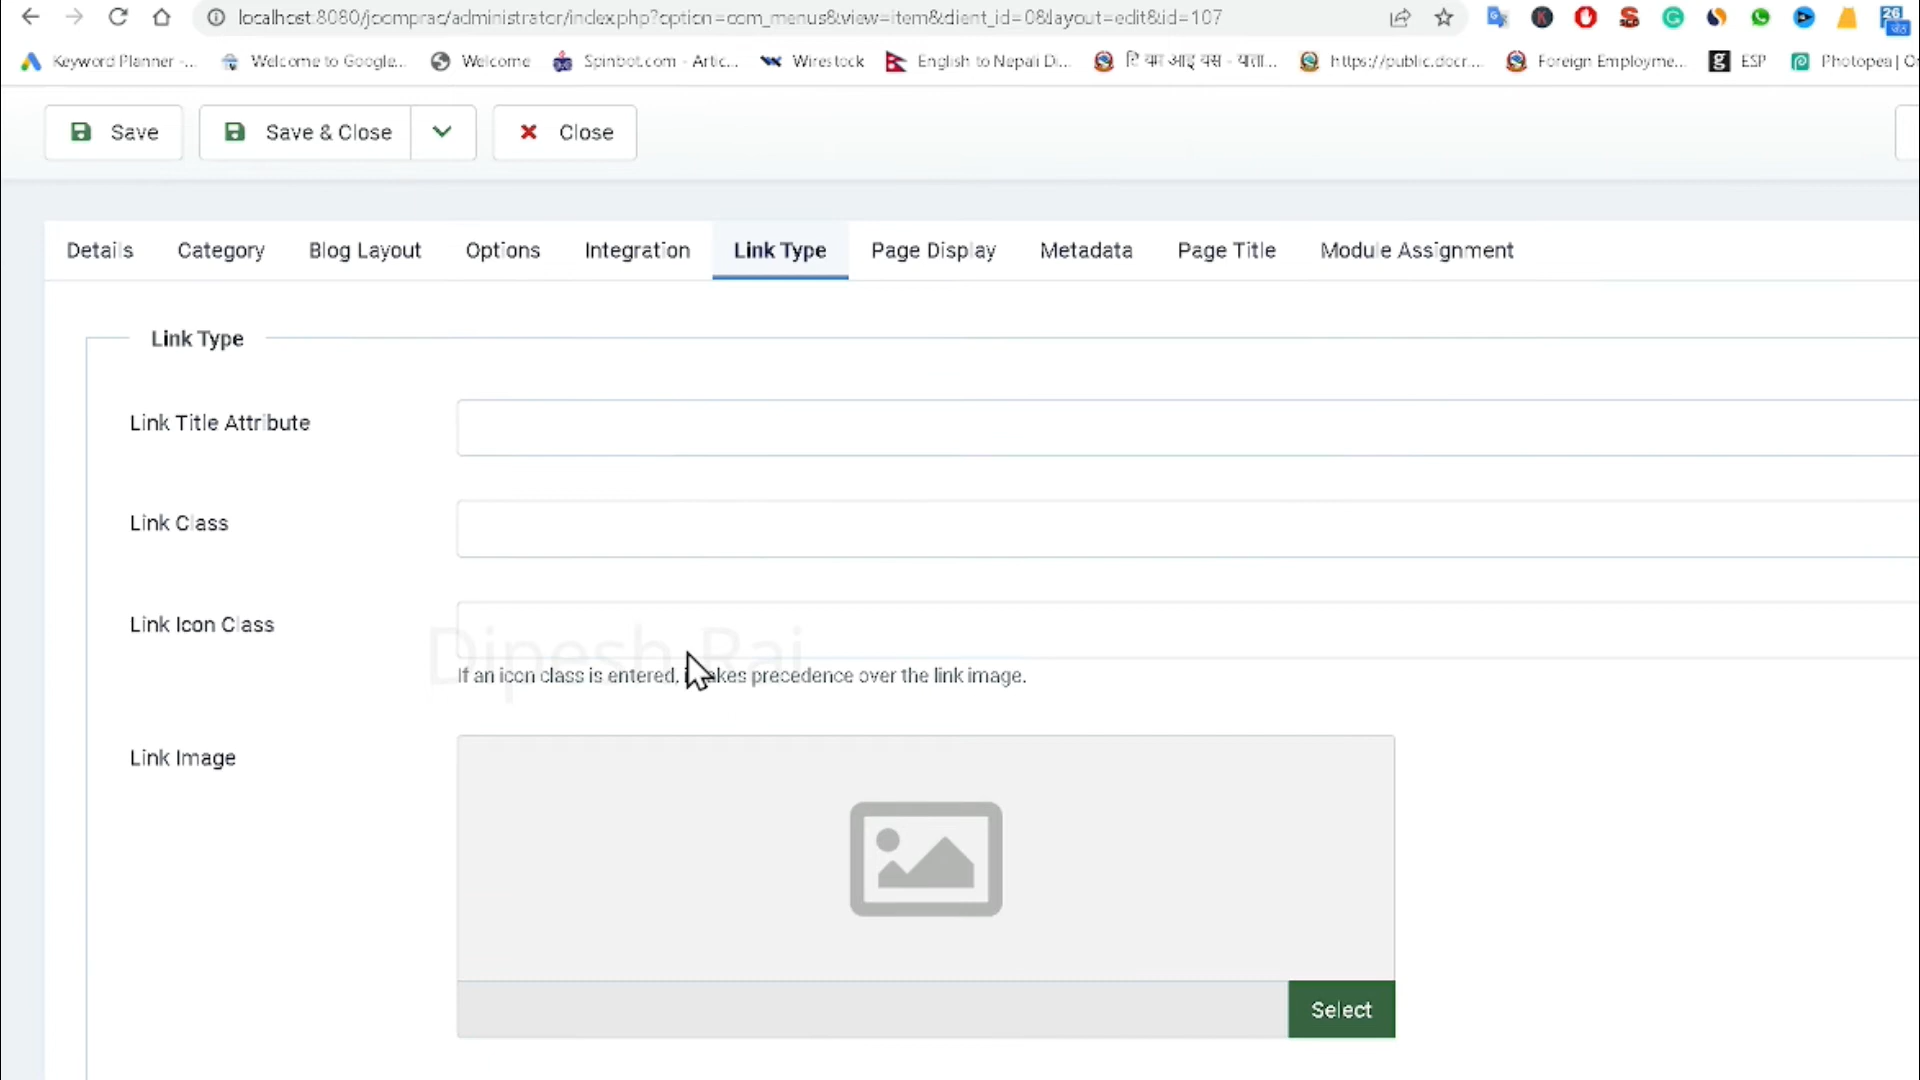 localhost:8080/joomprac/administrator/index.php?option=com_menus&view=item&client_id=0&layout=edit&id=107
26
Keyword Planner -... Welcome to Google... Welcome Spinbot.com - Artic... Wirestock English to Nepali Di... https://public.docr... Foreign Employme... ESP Photopea | O
Save Save & Close Close
Details Category Blog Layout Options Integration Link Type Page Display Metadata Page Title Module Assignment
Link Type
Link Title Attribute
Link Class
Link Icon Class
Dipesh Rai
If an icon class is entered, takes precedence over the link image.
Link Image
Select